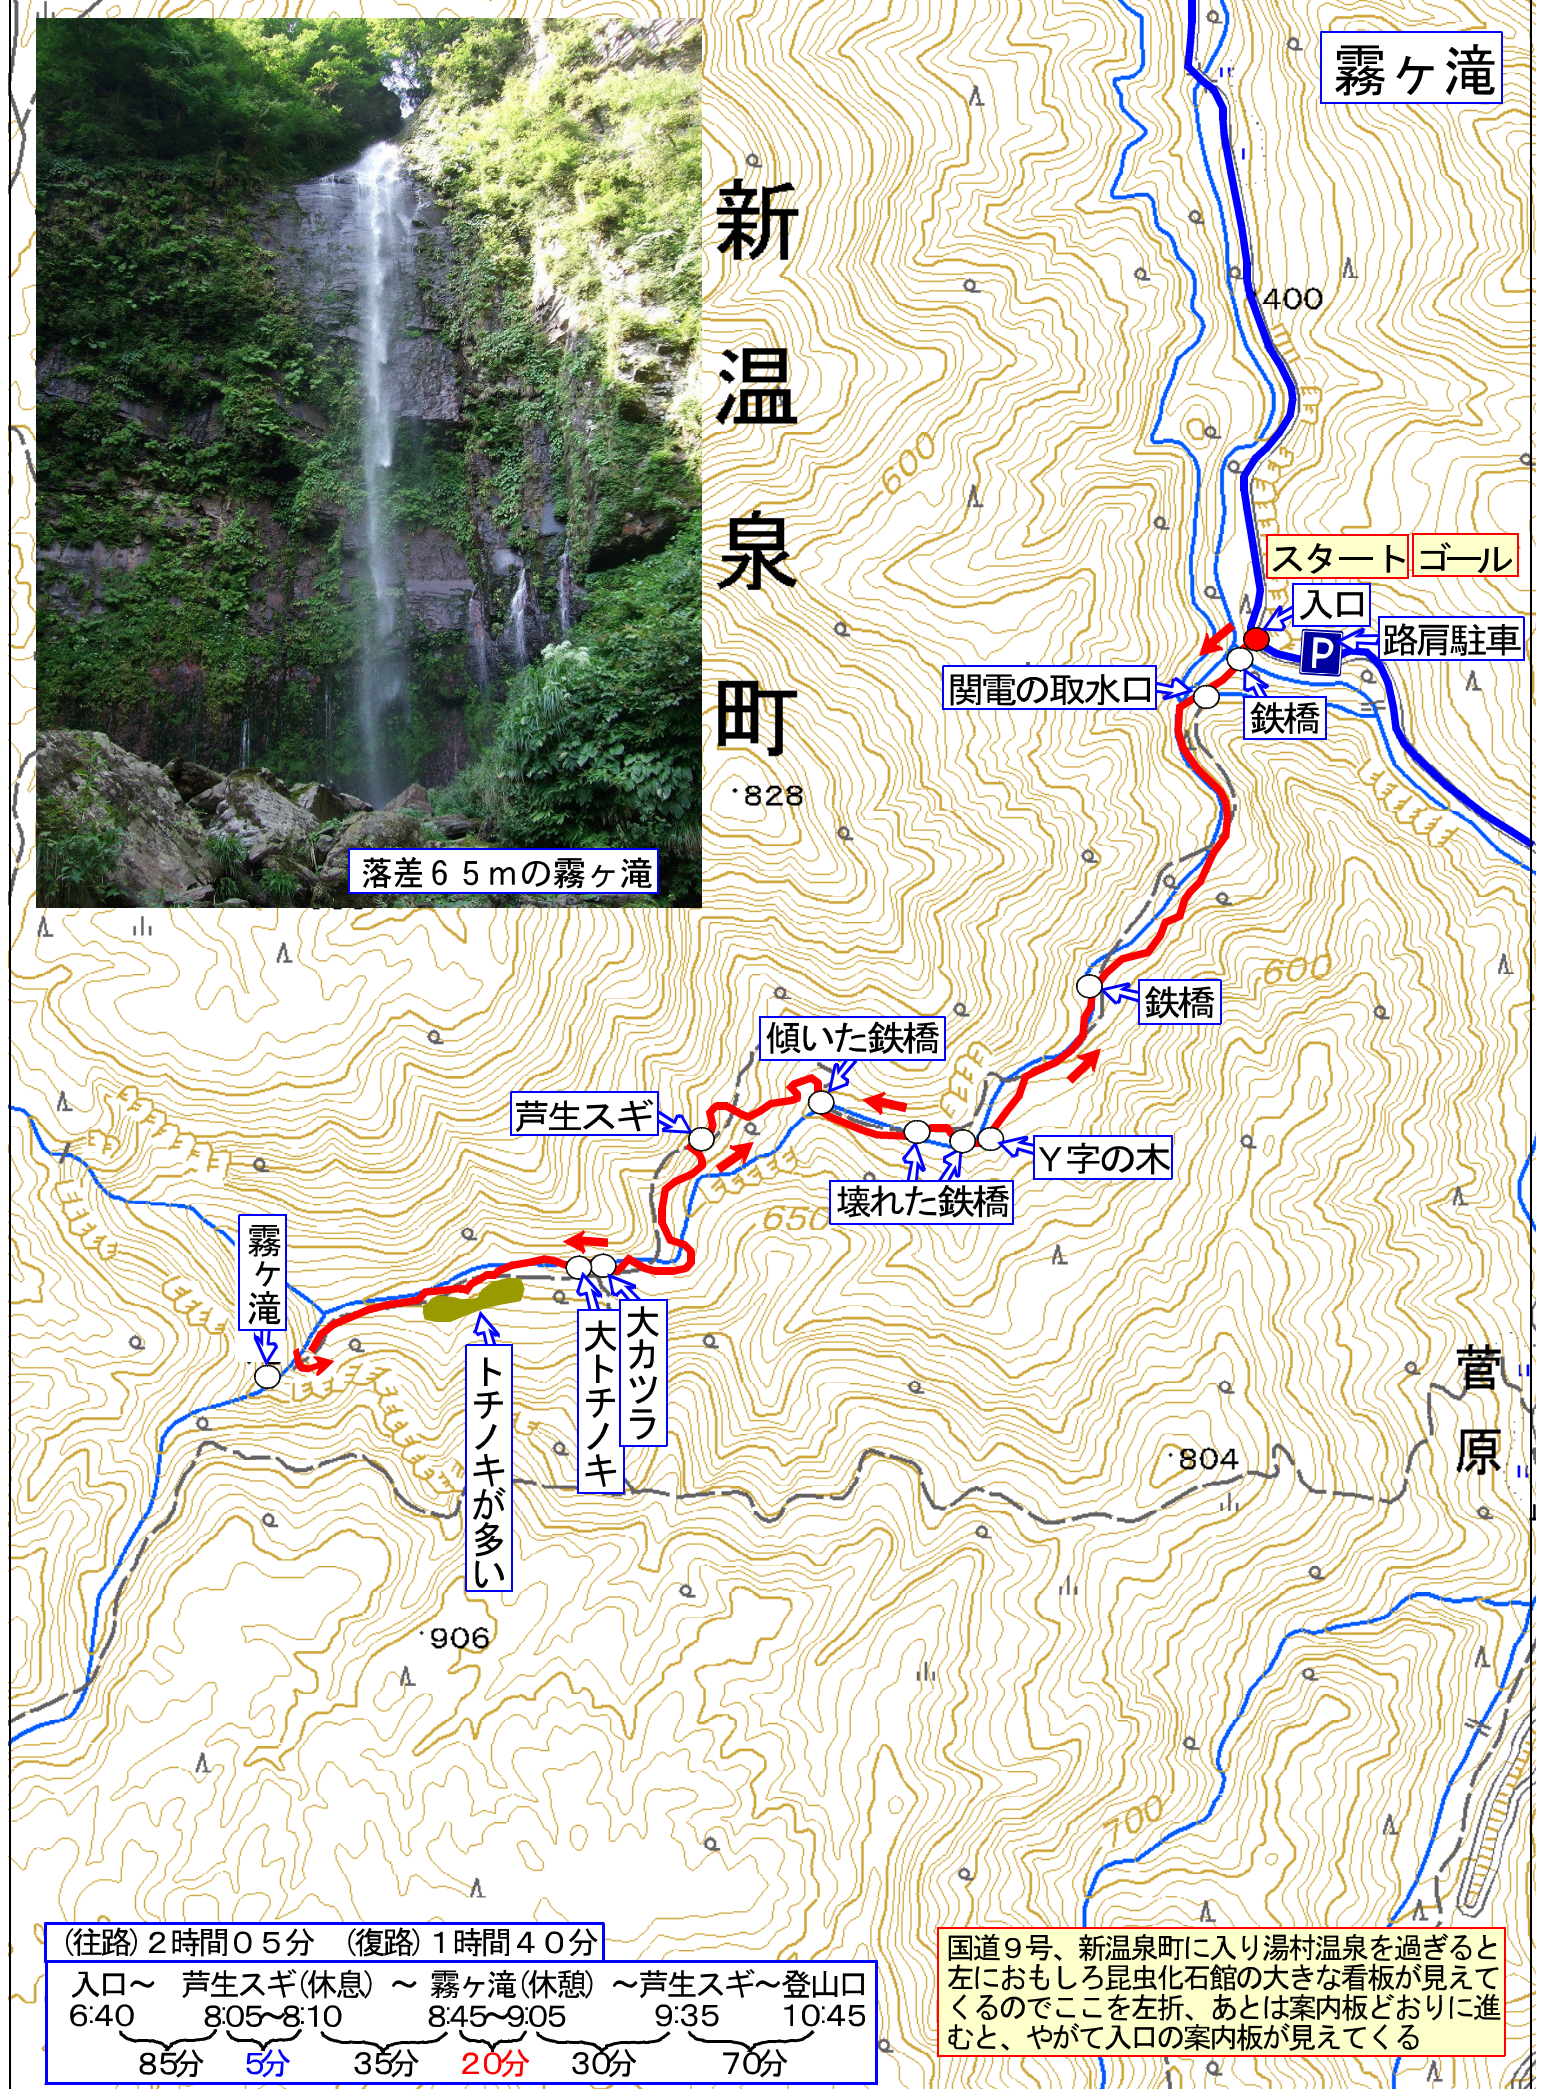 霧ヶ滝
新温泉町
400
600
スタート ゴール
入口
路肩駐車
P
関電の取水口
鉄橋
・828
落差６５ｍの霧ヶ滝
600
鉄橋
傾いた鉄橋
芦生スギ
Ｙ字の木
壊れた鉄橋
650
霧ヶ滝
大カツラ
大トチノキ
トチノキが多い
菅原
・804
・906
700
(往路)２時間０５分　(復路)１時間４０分
入口～　芦生スギ(休息)　～ 霧ヶ滝(休憩)　～芦生スギ～登山口
6:40　8:05～8:10　8:45～9:05　9:35　10:45
85分　5分　35分　20分　30分　70分
国道９号、新温泉町に入り湯村温泉を過ぎると
左におもしろ昆虫化石館の大きな看板が見えて
くるのでここを左折、あとは案内板どおりに進
むと、やがて入口の案内板が見えてくる